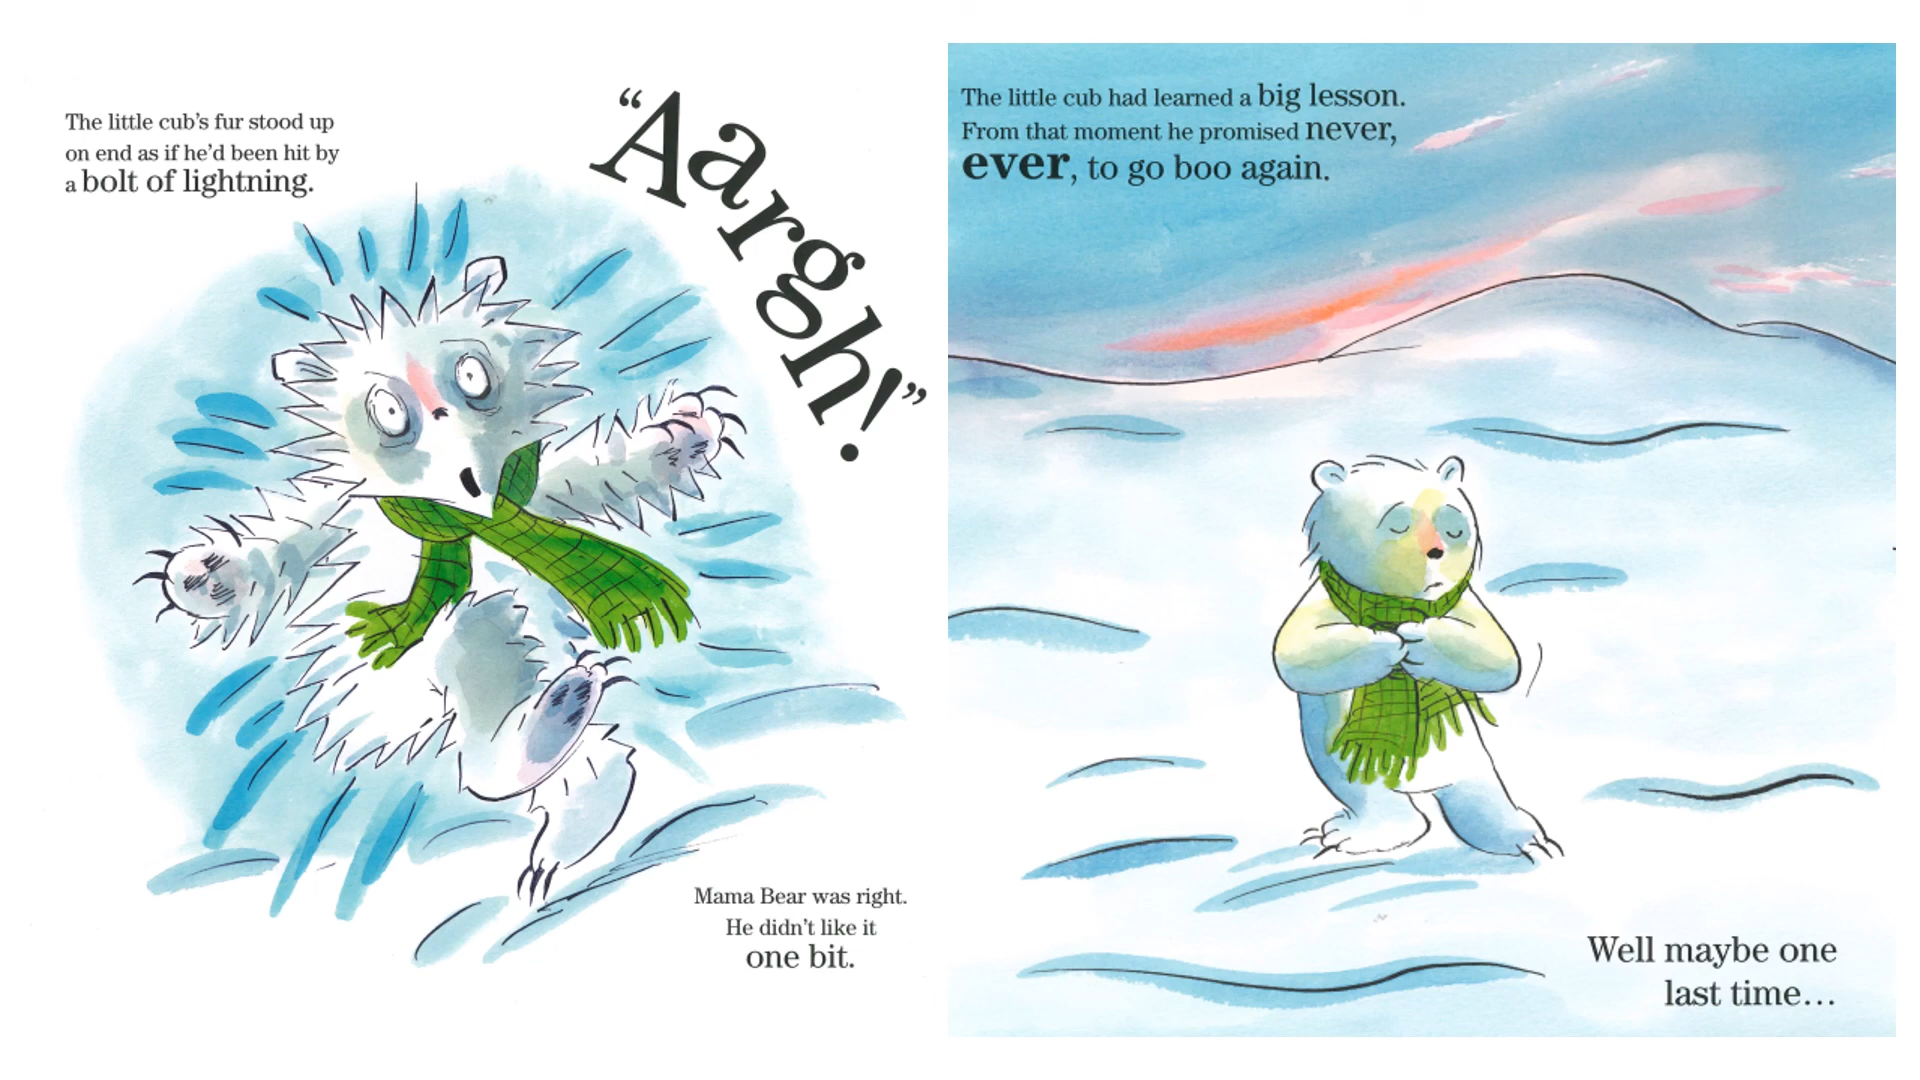 The little cub’s fur stood up
on end as if he’d been hit by
a bolt of lightning.
“Aargh!”
Mama Bear was right.
He didn’t like it
one bit.
The little cub had learned a big lesson.
From that moment he promised never,
ever, to go boo again.
Well maybe one
last time...